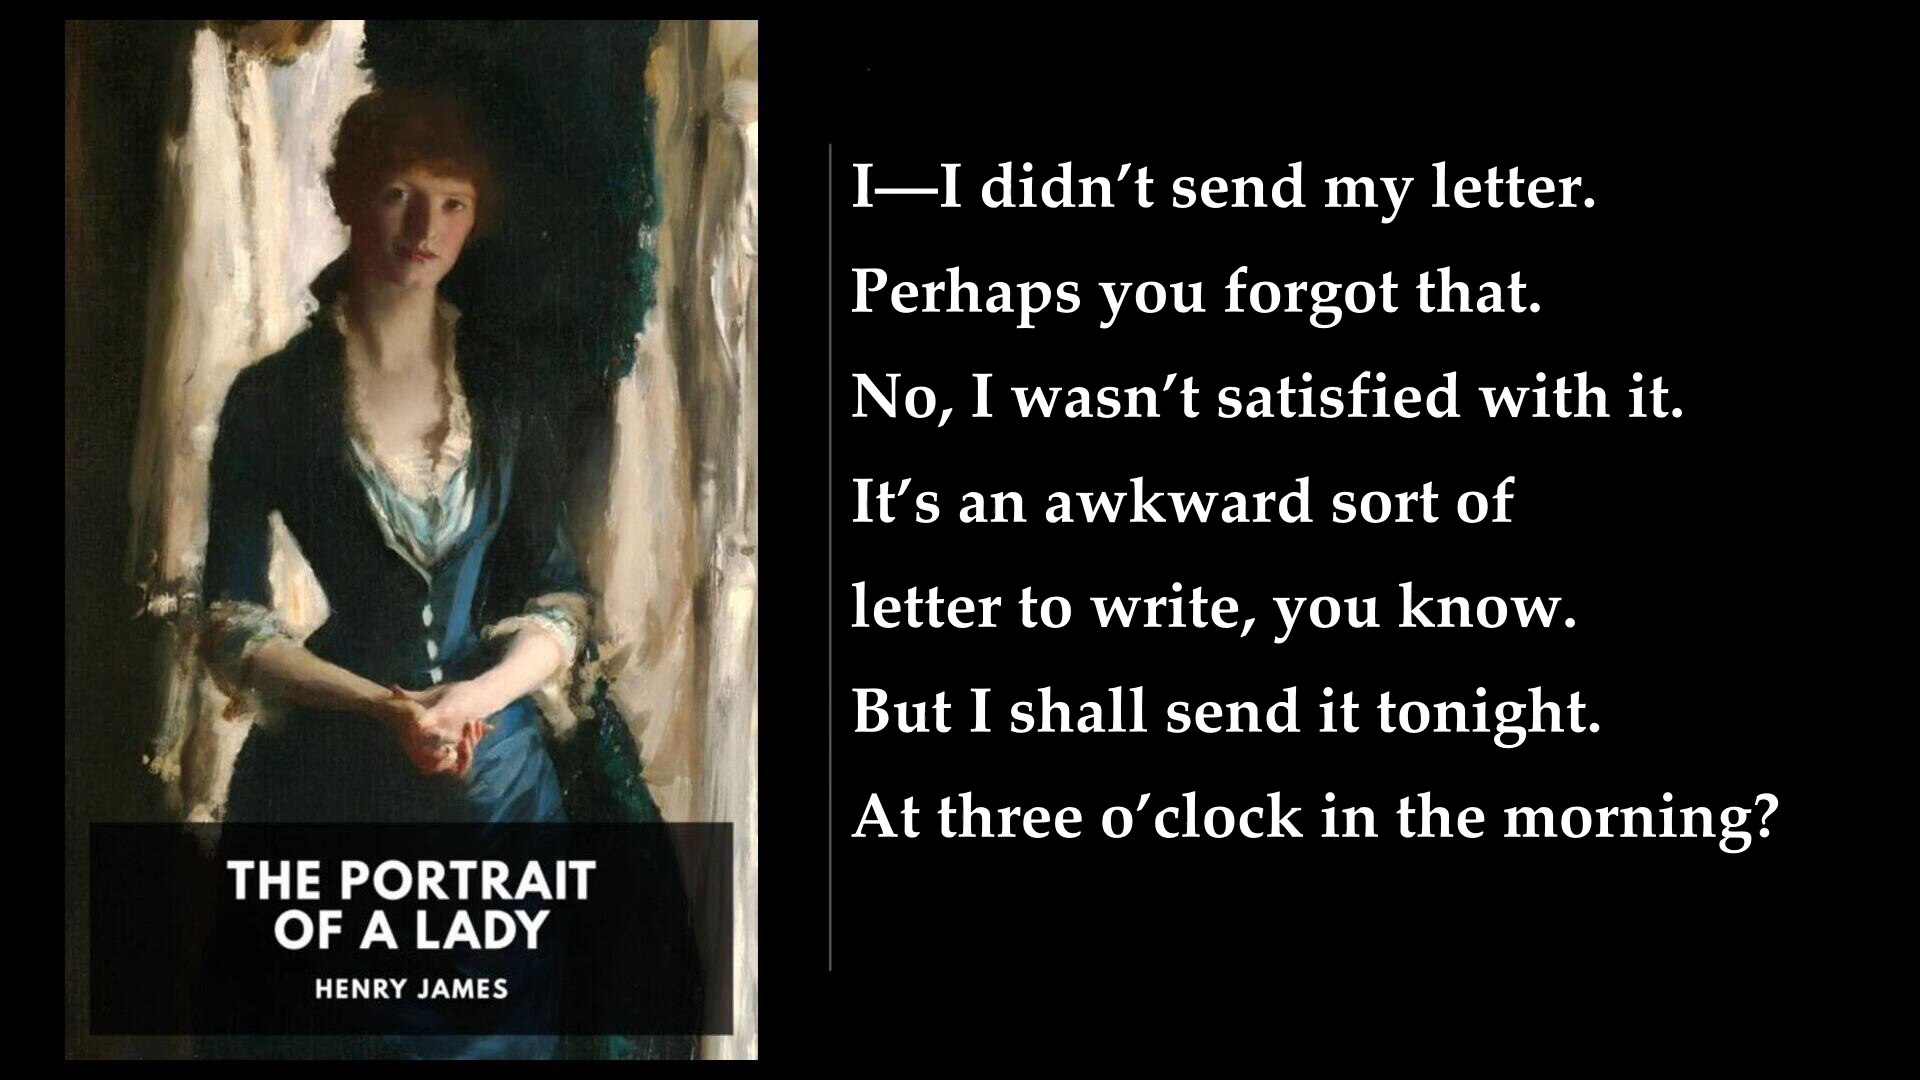 THE PORTRAIT
OF A LADY
HENRY JAMES
I—I didn’t send my letter.
Perhaps you forgot that.
No, I wasn’t satisfied with it.
It’s an awkward sort of
letter to write, you know.
But I shall send it tonight.
At three o’clock in the morning?